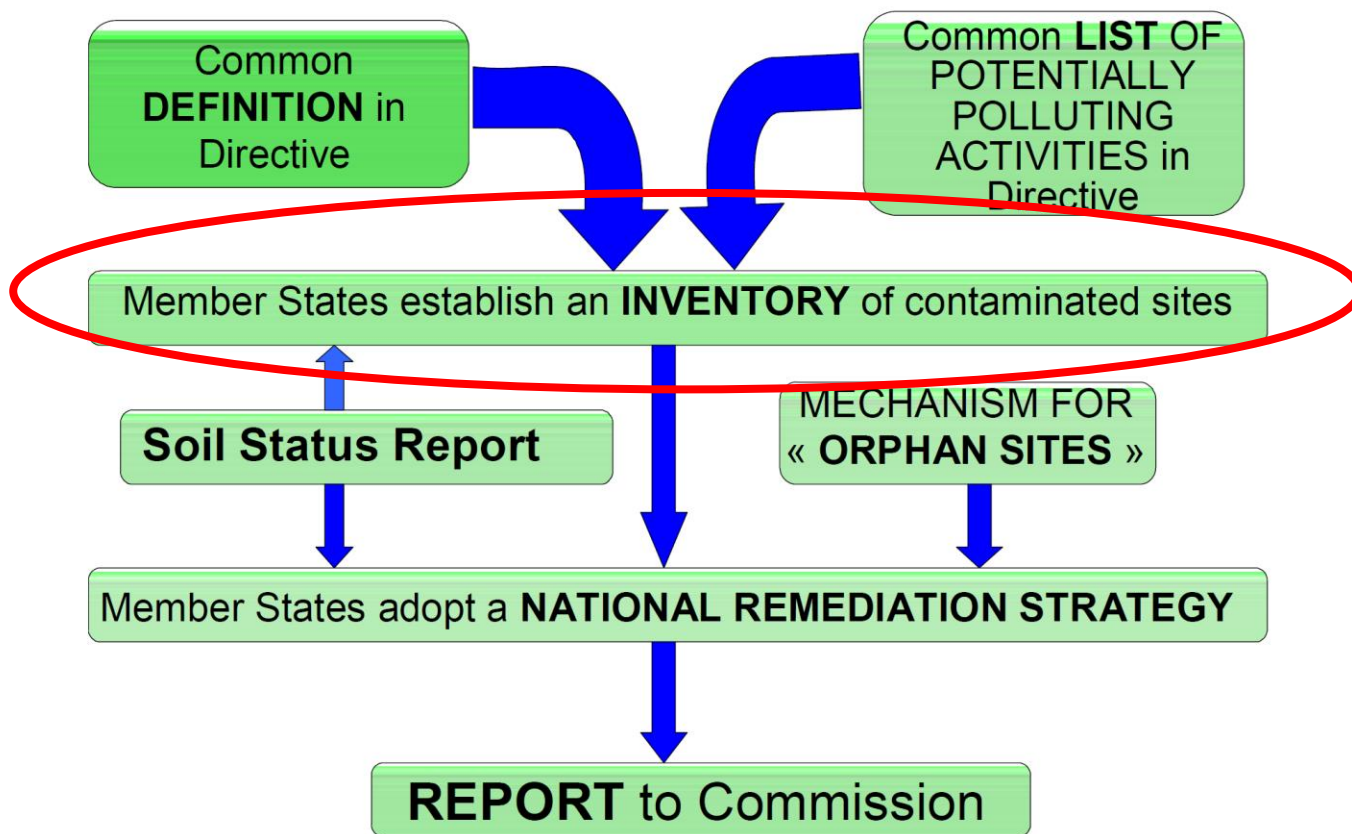 Common
DEFINITION in
Directive
Common LIST OF
POTENTIALLY
POLLUTING
ACTIVITIES in
Directive
Member States establish an INVENTORY of contaminated sites
Soil Status Report
MECHANISM FOR
« ORPHAN SITES »
Member States adopt a NATIONAL REMEDIATION STRATEGY
REPORT to Commission